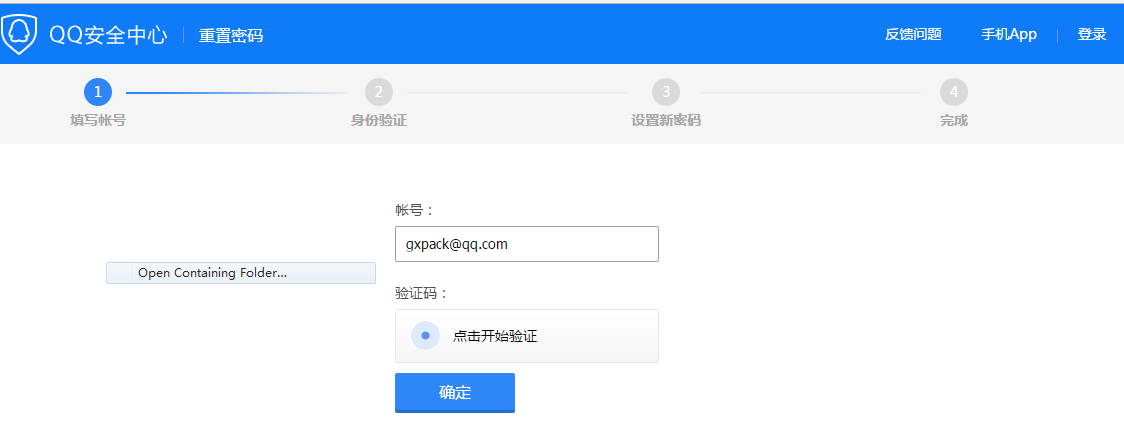 QQ安全中心 重置密码 反馈问题 手机App 登录
1 2 3 4
填写帐号 身份验证 设置新密码 完成
帐号：
gxpack@qq.com
Open Containing Folder...
验证码：
点击开始验证
确定